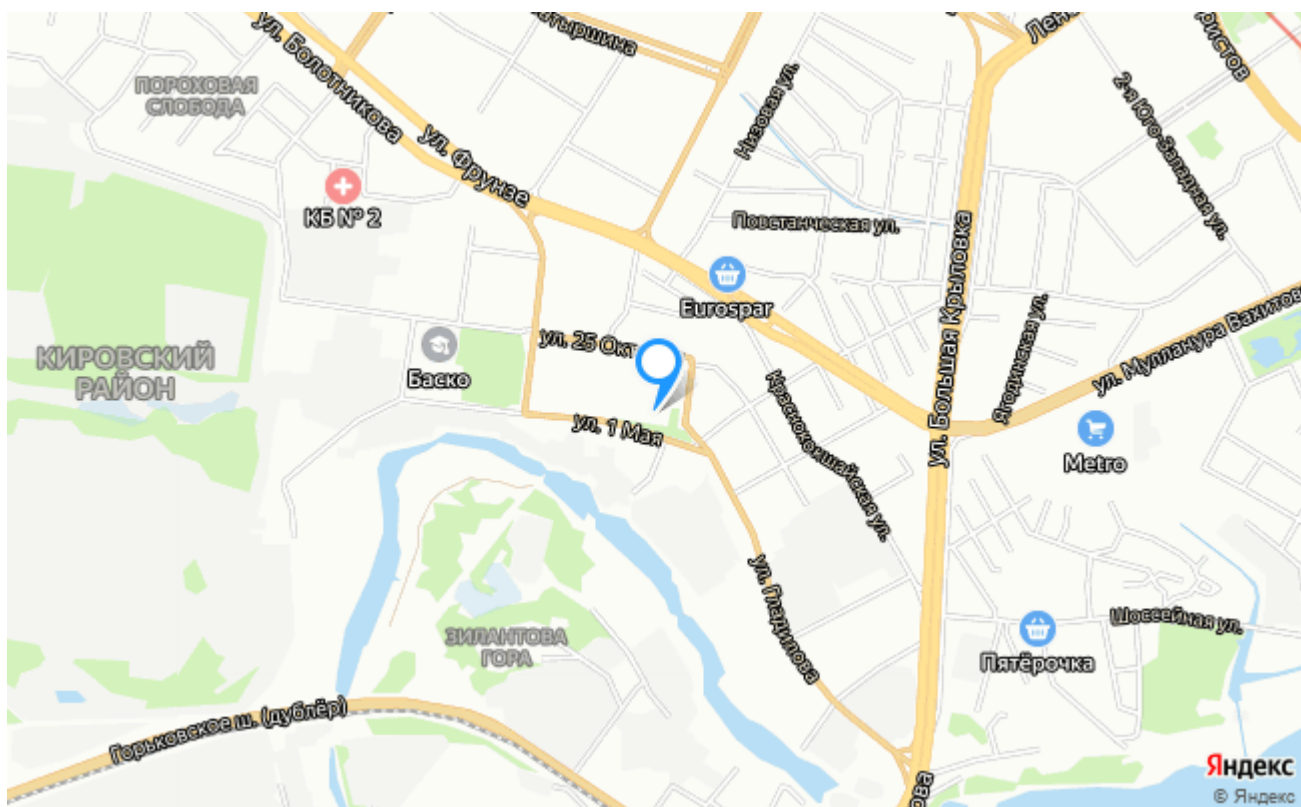 ул. Болотникова
ПОРОХОВАЯ
СЛОБОДА
КБ № 2
ул. Фрунзе
Низовая ул.
Повстанческая ул.
2-я Юго-Западная ул.
Eurospar
ул. Большая Крыловка
Ягодинская ул.
ул. Муллануpa Вахитов
КИРОВСКИЙ
РАЙОН
Баско
ул. 25 Окт
ул. 1 Мая
Краснококшайская ул.
Metro
ул. Гладилова
ЗИЛАНТОВА
ГОРА
Пятёрочка
Шоссейная ул.
Горьковское ш. (дублёр)
Яндекс
© Яндекс